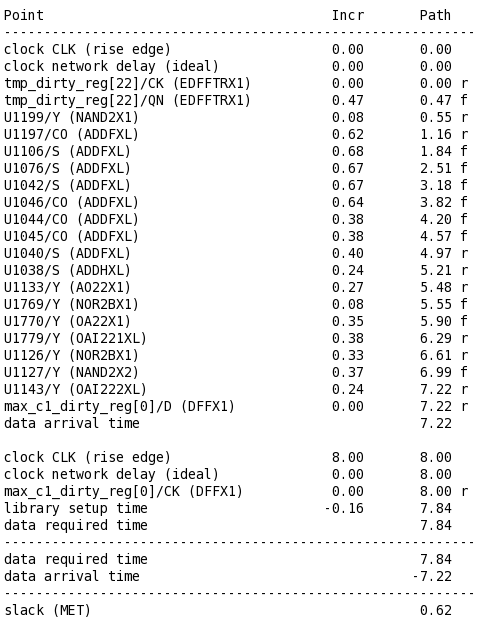 Point Incr Path
-----------------------------------------------------------
clock CLK (rise edge) 0.00 0.00
clock network delay (ideal) 0.00 0.00
tmp_dirty_reg[22]/CK (EDFFTRX1) 0.00 0.00 r
tmp_dirty_reg[22]/QN (EDFFTRX1) 0.47 0.47 f
U1199/Y (NAND2X1) 0.08 0.55 r
U1197/CO (ADDFXL) 0.62 1.16 r
U1106/S (ADDFXL) 0.68 1.84 f
U1076/S (ADDFXL) 0.67 2.51 f
U1042/S (ADDFXL) 0.67 3.18 f
U1046/CO (ADDFXL) 0.64 3.82 f
U1044/CO (ADDFXL) 0.38 4.20 f
U1045/CO (ADDFXL) 0.38 4.57 f
U1040/S (ADDFXL) 0.40 4.97 r
U1038/S (ADDHXL) 0.24 5.21 r
U1133/Y (AO22X1) 0.27 5.48 r
U1769/Y (NOR2BX1) 0.08 5.55 f
U1770/Y (OA22X1) 0.35 5.90 f
U1779/Y (OAI221XL) 0.38 6.29 r
U1126/Y (NOR2BX1) 0.33 6.61 r
U1127/Y (NAND2X2) 0.37 6.99 f
U1143/Y (OAI222XL) 0.24 7.22 r
max_c1_dirty_reg[0]/D (DFFX1) 0.00 7.22 r
data arrival time 7.22
clock CLK (rise edge) 8.00 8.00
clock network delay (ideal) 0.00 8.00
max_c1_dirty_reg[0]/CK (DFFX1) 0.00 8.00 r
library setup time -0.16 7.84
data required time 7.84
-----------------------------------------------------------
data required time 7.84
data arrival time -7.22
-----------------------------------------------------------
slack (MET) 0.62